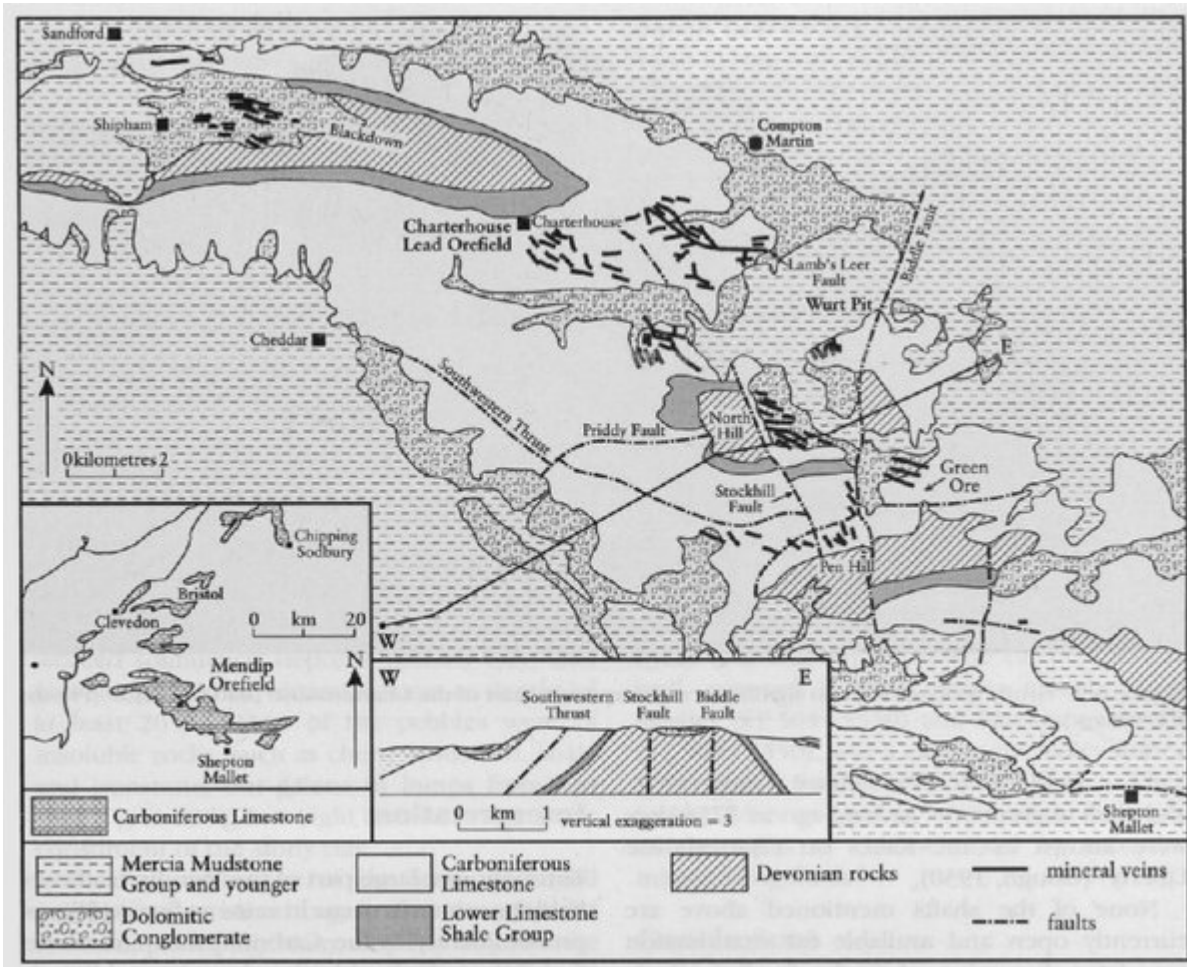 Sandford
Shipham
Blackdown
Compton
Martin
Charterhouse
Charterhouse
Lead Orefield
Lamb's Leer
Fault
Biddle Fault
Wurt Pit
E
Cheddar
N
0 kilometres 2
Southwestern Thrust
Priddy Fault
North
Hill
Stockhill
Fault
Green
Ore
Pen Hill
W
Chipping
Sodbury
Bristol
Clevedon
0 km 20
N
Mendip
Orefield
Shepton
Mallet
Carboniferous Limestone
W
E
Southwestern
Thrust
Stockhill
Fault
Biddle
Fault
0 km 2
vertical exaggeration = 3
Shepton
Mallet
Mercia Mudstone
Group and younger
Dolomitic
Conglomerate
Carboniferous
Limestone
Lower Limestone
Shale Group
Devonian rocks
mineral veins
faults